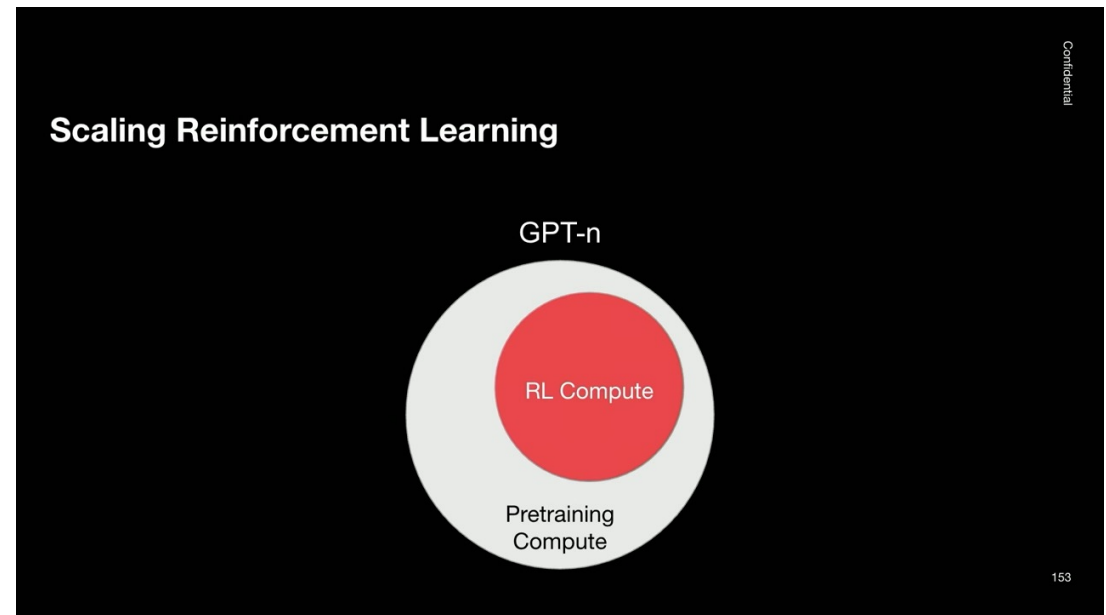 Confidential
Scaling Reinforcement Learning
GPT-n
RL Compute
Pretraining
Compute
153